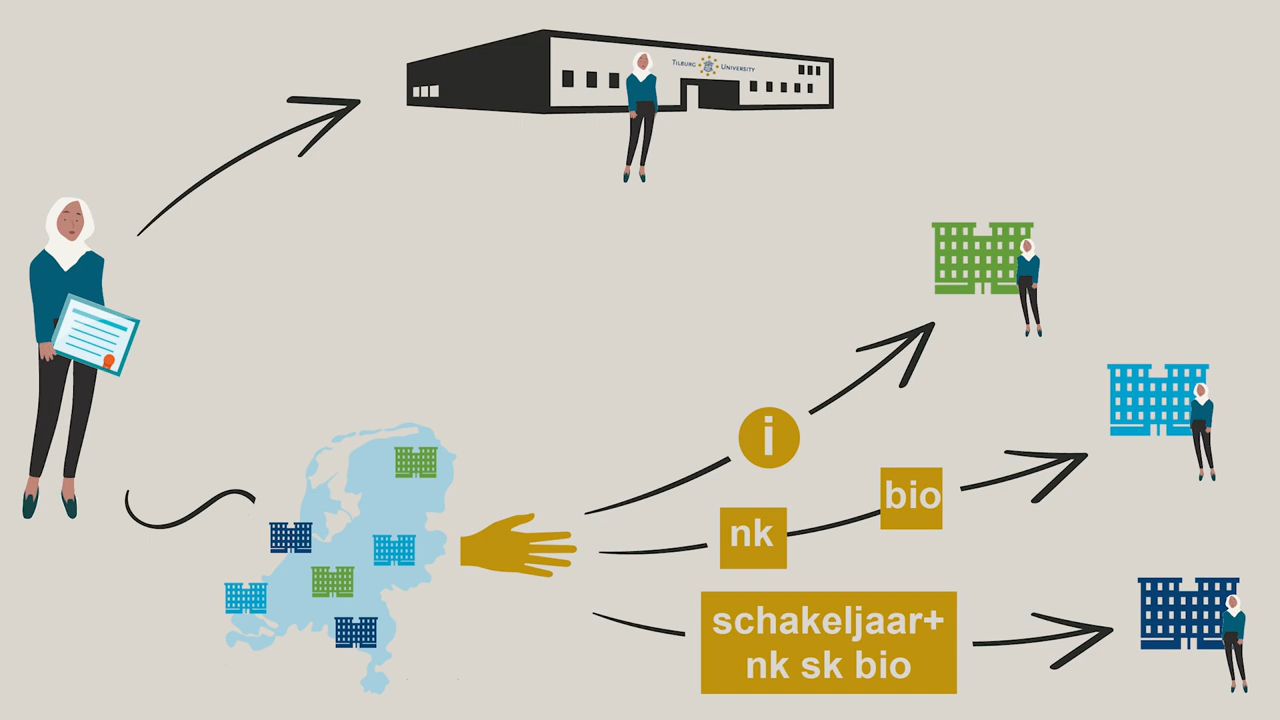 TILBURG UNIVERSITY
i
bio
nk
schakeljaar+
nk sk bio